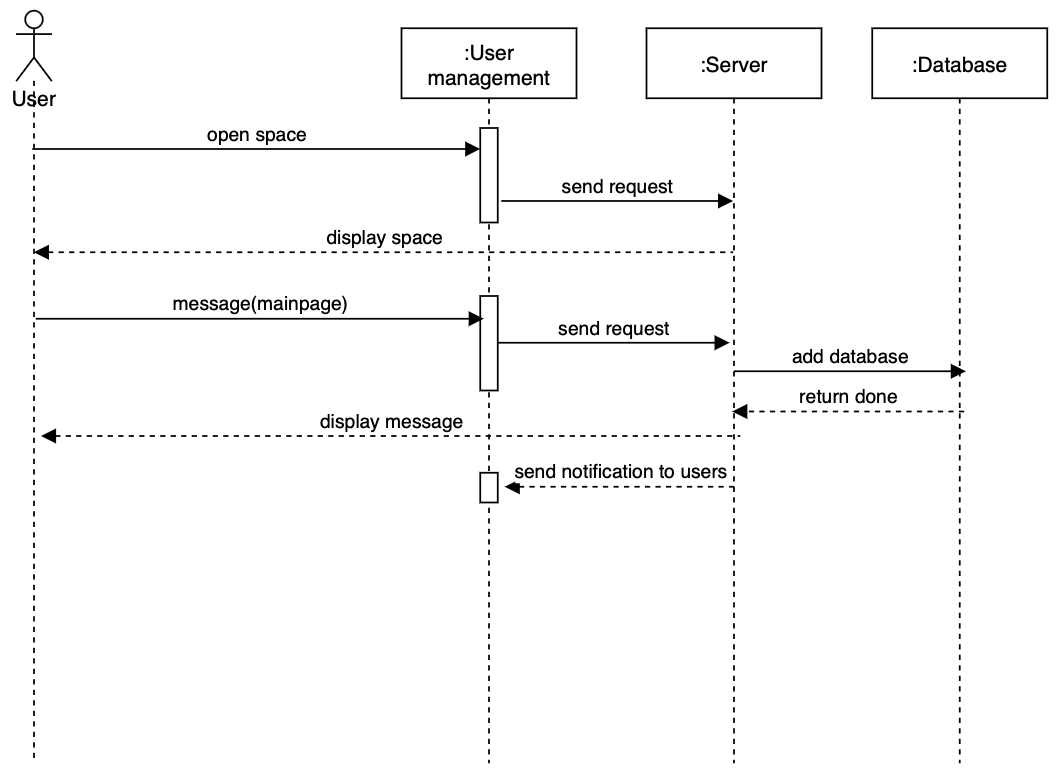 User
:User
management
:Server
:Database
open space
send request
display space
message(mainpage)
send request
add database
return done
display message
send notification to users